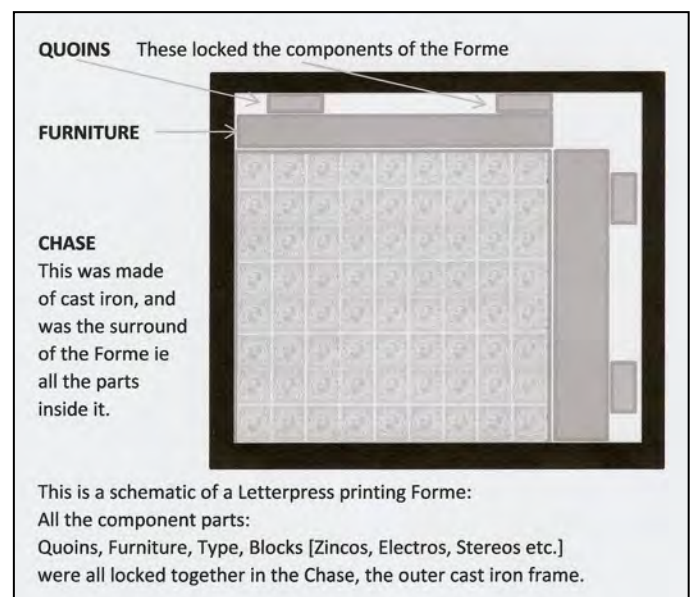 QUOINS These locked the components of the Forme
FURNITURE
CHASE
This was made
of cast iron, and
was the surround
of the Forme ie
all the parts
inside it.
This is a schematic of a Letterpress printing Forme:
All the component parts:
Quoins, Furniture, Type, Blocks [Zincos, Electros, Stereos etc.]
were all locked together in the Chase, the outer cast iron frame.